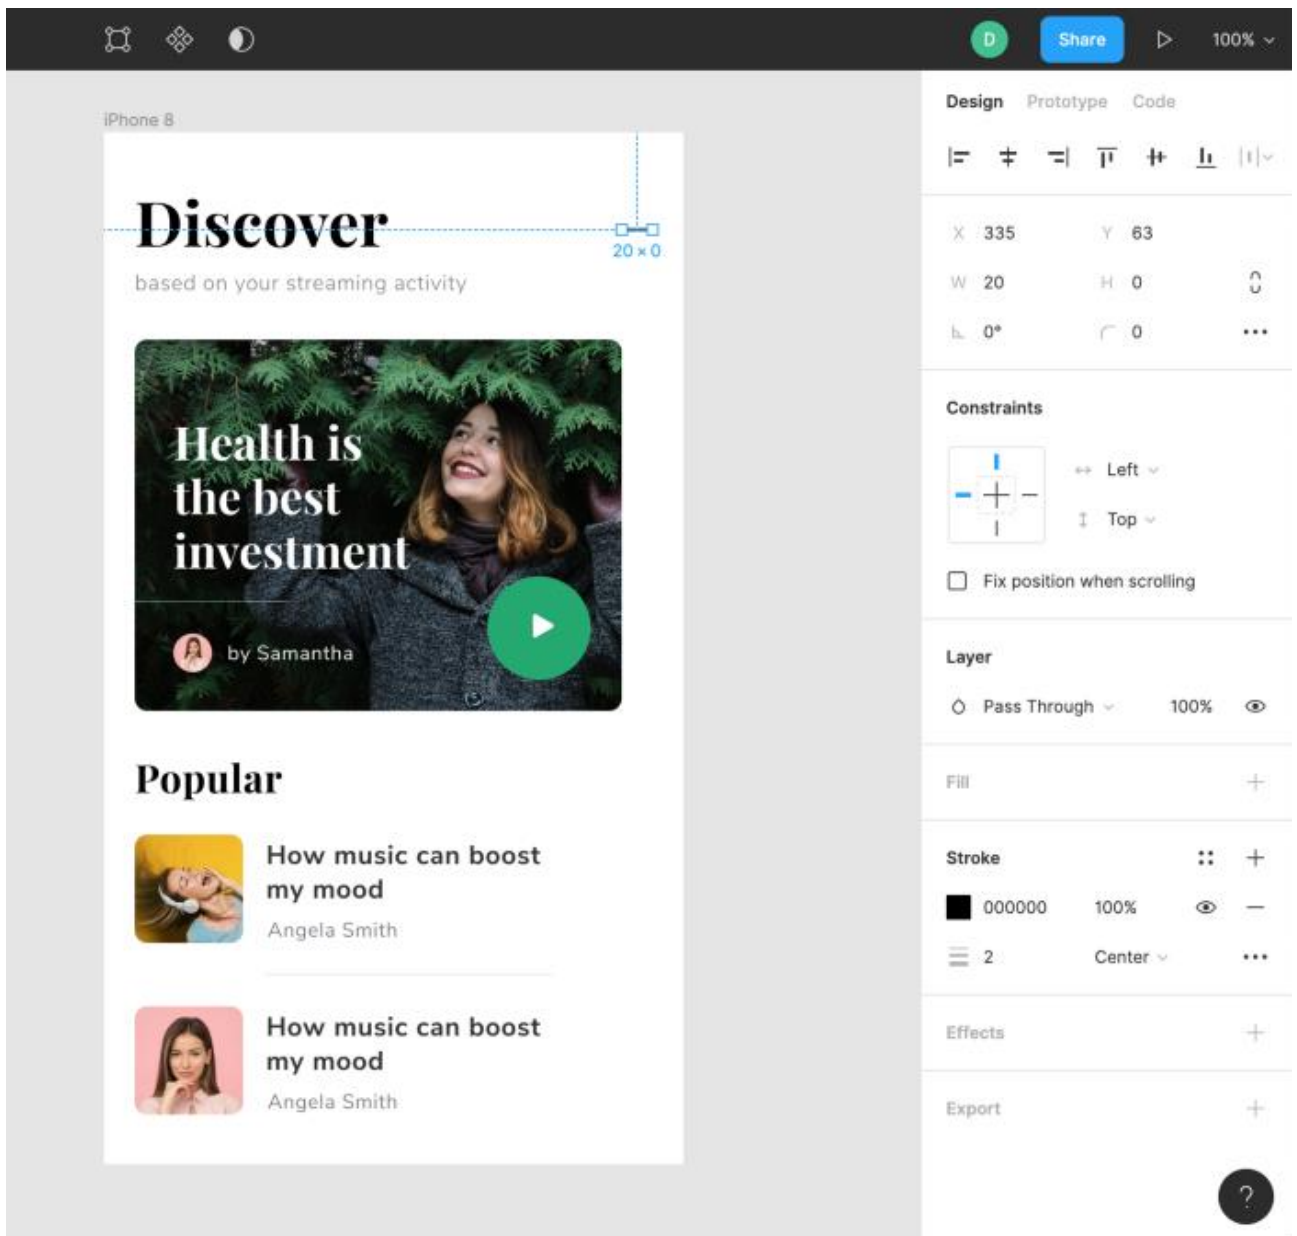 D Share 100%
Design Prototype Code
iPhone 8
Discover
20 × 0
based on your streaming activity
Health is
the best
investment
by Samantha
Popular
How music can boost
my mood
Angela Smith
How music can boost
my mood
Angela Smith
X 335 Y 63
W 20 H 0
0° 0
Constraints
Left
Top
Fix position when scrolling
Layer
Pass Through 100%
Fill
Stroke
000000 100%
2 Center
Effects
Export
?